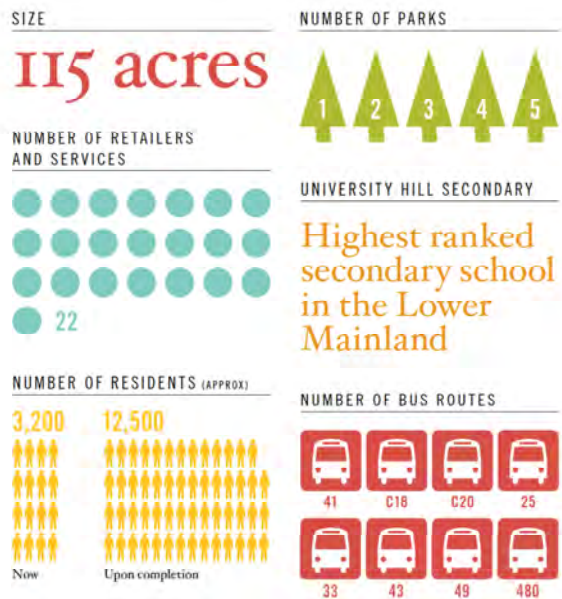 SIZE
115 acres
NUMBER OF RETAILERS
AND SERVICES
22
NUMBER OF RESIDENTS (APPROX)
3,200 12,500
Now Upon completion
NUMBER OF PARKS
1 2 3 4 5
UNIVERSITY HILL SECONDARY
Highest ranked
secondary school
in the Lower
Mainland
NUMBER OF BUS ROUTES
41 C18 C20 25
33 43 49 480